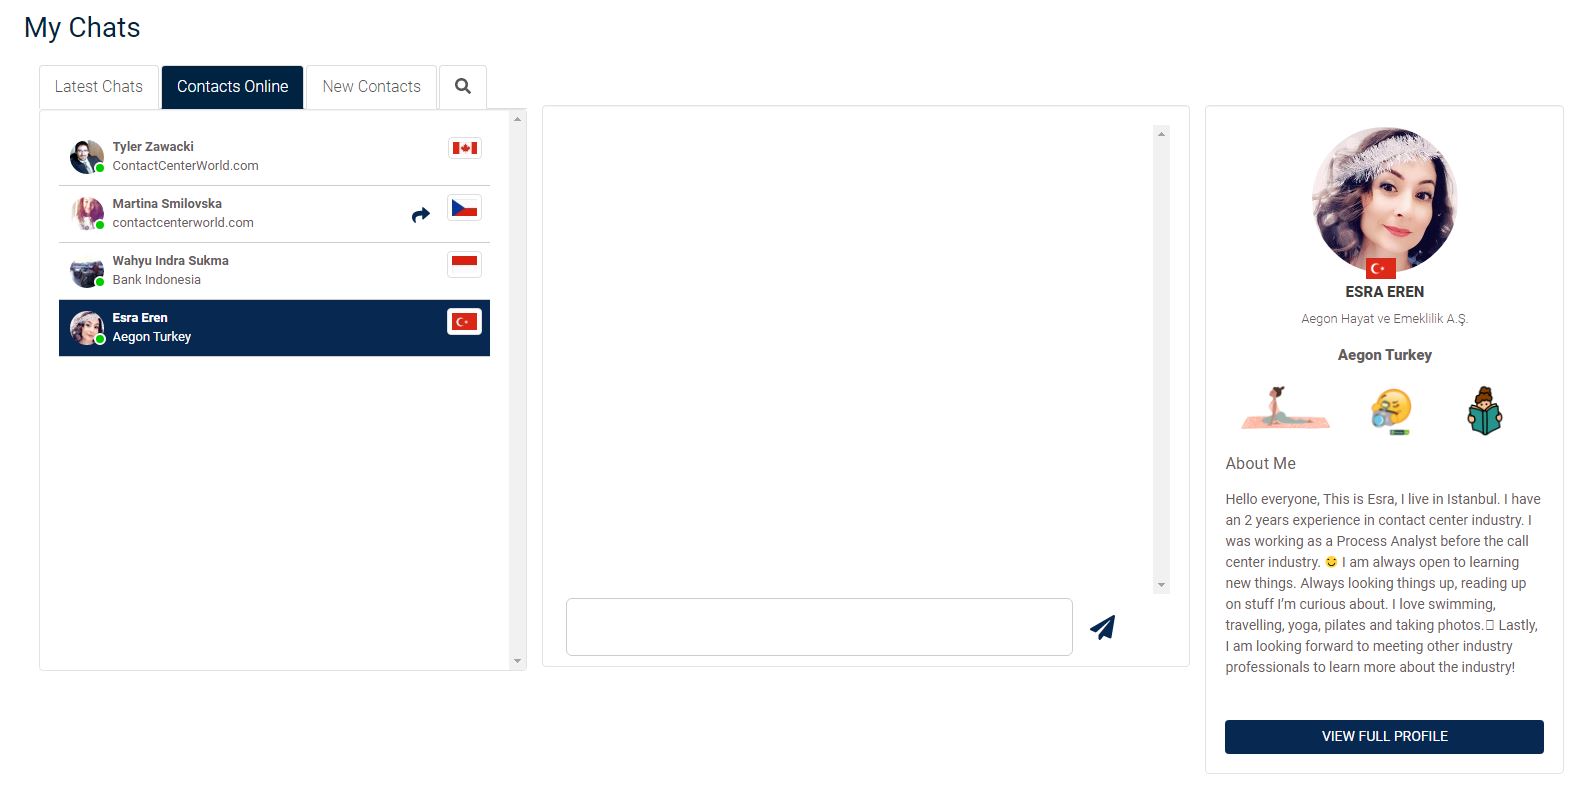 My Chats
Latest Chats
Contacts Online
New Contacts
Tyler Zawacki
ContactCenterWorld.com
Martina Smilovska
contactcenterworld.com
Wahyu Indra Sukma
Bank Indonesia
Esra Eren
Aegon Turkey
ESRA EREN
Aegon Hayat ve Emeklilik A.Ş.
Aegon Turkey
About Me
Hello everyone, This is Esra, I live in Istanbul. I have
an 2 years experience in contact center industry. I
was working as a Process Analyst before the call
center industry. 😉 I am always open to learning
new things. Always looking things up, reading up
on stuff I’m curious about. I love swimming,
travelling, yoga, pilates and taking photos. Lastly,
I am looking forward to meeting other industry
professionals to learn more about the industry!
VIEW FULL PROFILE